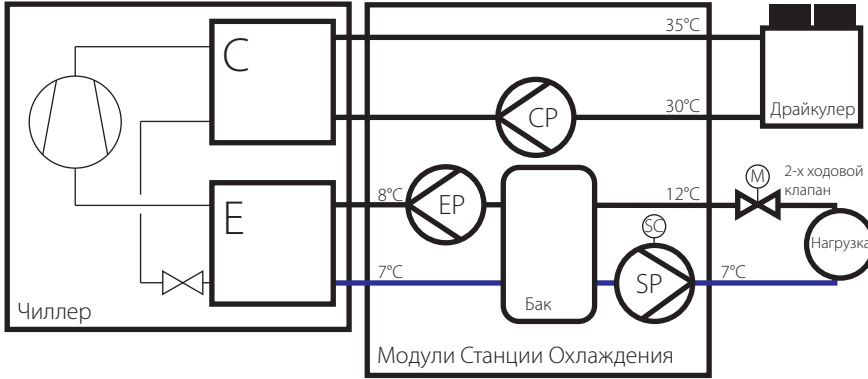 35°C
C
30°C
CP
Драйкулер
E
8°C
EP
12°C
M
2-х ходовой
клапан
SC
Нагрузка
7°C
SP
7°C
Бак
Чиллер
Модули Станции Охлаждения